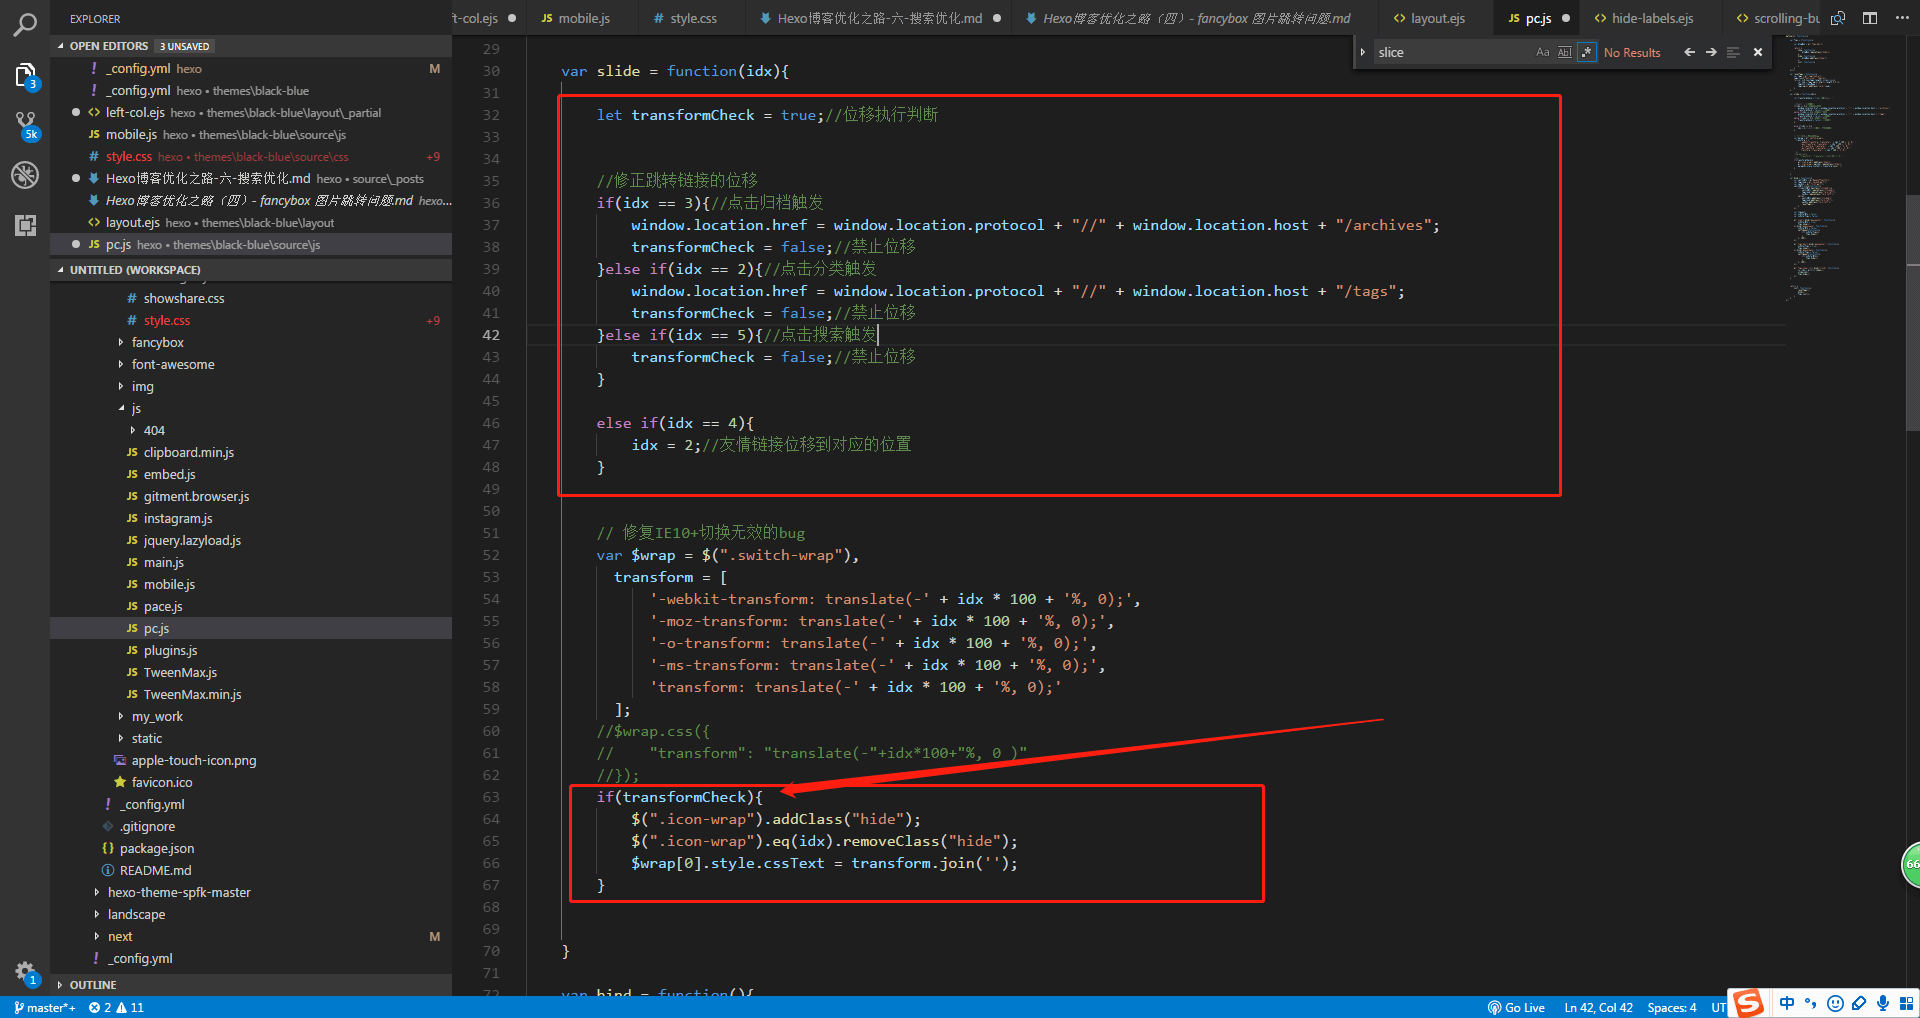 EXPLORER
OPEN EDITORS 3 UNSAVED
! _config.yml hexo M
! _config.yml hexo • themes\black-blue
<> left-col.ejs hexo • themes\black-blue\layout\_partial
JS mobile.js hexo • themes\black-blue\source\js
# style.css hexo • themes\black-blue\source\css +9
Hexo博客优化之路-六-搜索优化.md hexo • source\_posts
Hexo博客优化之略（四）- fancybox 图片跳转问题.md hexo...
<> layout.ejs hexo • themes\black-blue\layout
JS pc.js hexo • themes\black-blue\source\js
UNTITLED (WORKSPACE)
# showshare.css
# style.css +9
fancybox
font-awesome
img
js
404
JS clipboard.min.js
JS embed.js
JS gitment.browser.js
JS instagram.js
JS jquery.lazyload.js
JS main.js
JS mobile.js
JS pace.js
JS pc.js
JS plugins.js
JS TweenMax.js
JS TweenMax.min.js
my_work
static
apple-touch-icon.png
favicon.ico
! _config.yml
.gitignore
{} package.json
README.md
hexo-theme-spfk-master
landscape
next M
! _config.yml
OUTLINE
3
5k
1
ft-col.ejs
JS mobile.js
# style.css
Hexo博客优化之路-六-搜索优化.md
Hexo博客优化之略（四）- fancybox 图片跳转问题.md
<> layout.ejs
JS pc.js
<> hide-labels.ejs
<> scrolling-bu
slice Aa Abl .* No Results
29
30 var slide = function(idx){
31
32 let transformCheck = true;//位移执行判断
33
34
35 //修正跳转链接的位移
36 if(idx == 3){//点击归档触发
37 window.location.href = window.location.protocol + "//" + window.location.host + "/archives";
38 transformCheck = false;//禁止位移
39 }else if(idx == 2){//点击分类触发
40 window.location.href = window.location.protocol + "//" + window.location.host + "/tags";
41 transformCheck = false;//禁止位移
42 }else if(idx == 5){//点击搜索触发
43 transformCheck = false;//禁止位移
44 }
45
46 else if(idx == 4){
47 idx = 2;//友情链接位移到对应的位置
48 }
49
50
51 // 修复IE10+切换无效的bug
52 var $wrap = $(".switch-wrap"),
53 transform = [
54 '-webkit-transform: translate(-' + idx * 100 + '%, 0);',
55 '-moz-transform: translate(-' + idx * 100 + '%, 0);',
56 '-o-transform: translate(-' + idx * 100 + '%, 0);',
57 '-ms-transform: translate(-' + idx * 100 + '%, 0);',
58 'transform: translate(-' + idx * 100 + '%, 0);'
59 ];
60 //$wrap.css({
61 // "transform": "translate(-"+idx*100+"%, 0 )"
62 //});
63 if(transformCheck){
64 $(".icon-wrap").addClass("hide");
65 $(".icon-wrap").eq(idx).removeClass("hide");
66 $wrap[0].style.cssText = transform.join('');
67 }
68
69
70 }
71
72 var bind = function(){
66
master*+ 2 11
Go Live Ln 42, Col 42 Spaces: 4 UT
S 中